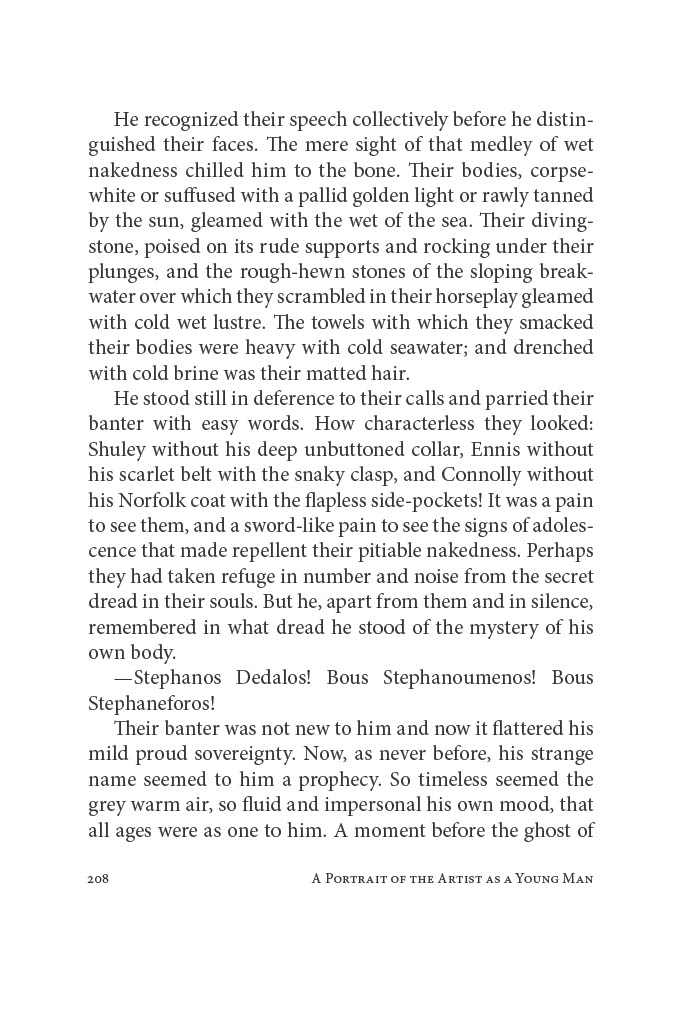 He recognized their speech collectively before he distin-
guished their faces. The mere sight of that medley of wet
nakedness chilled him to the bone. Their bodies, corpse-
white or suffused with a pallid golden light or rawly tanned
by the sun, gleamed with the wet of the sea. Their diving-
stone, poised on its rude supports and rocking under their
plunges, and the rough-hewn stones of the sloping break-
water over which they scrambled in their horseplay gleamed
with cold wet lustre. The towels with which they smacked
their bodies were heavy with cold seawater; and drenched
with cold brine was their matted hair.
He stood still in deference to their calls and parried their
banter with easy words. How characterless they looked:
Shuley without his deep unbuttoned collar, Ennis without
his scarlet belt with the snaky clasp, and Connolly without
his Norfolk coat with the flapless side-pockets! It was a pain
to see them, and a sword-like pain to see the signs of adoles-
cence that made repellent their pitiable nakedness. Perhaps
they had taken refuge in number and noise from the secret
dread in their souls. But he, apart from them and in silence,
remembered in what dread he stood of the mystery of his
own body.
—Stephanos Dedalos! Bous Stephanoumenos! Bous
Stephaneforos!
Their banter was not new to him and now it flattered his
mild proud sovereignty. Now, as never before, his strange
name seemed to him a prophecy. So timeless seemed the
grey warm air, so fluid and impersonal his own mood, that
all ages were as one to him. A moment before the ghost of
208 A Portrait of the Artist as a Young Man